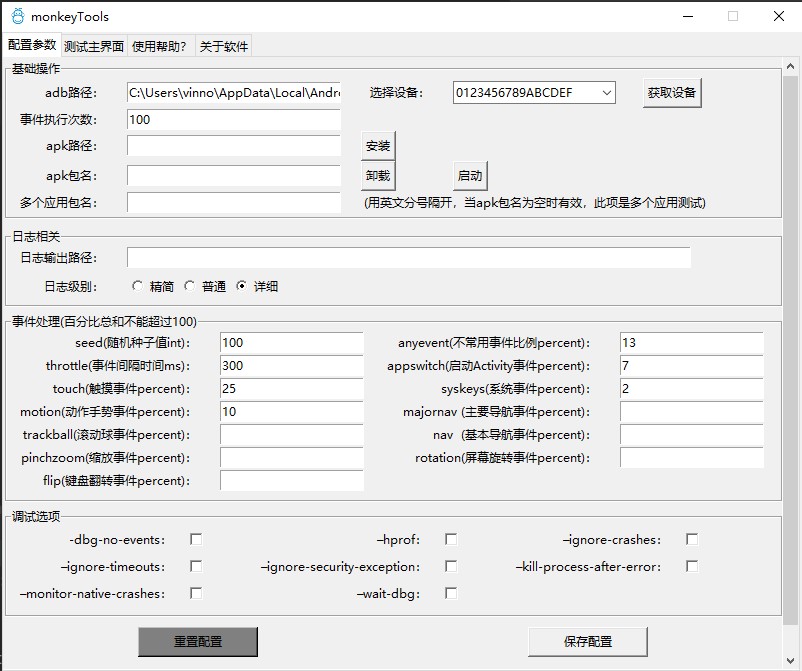 monkeyTools
配置参数 测试主界面 使用帮助? 关于软件
基础操作
adb路径: C:\Users\vinno\AppData\Local\Andro 选择设备: 0123456789ABCDEF 获取设备
事件执行次数: 100
apk路径: 安装
apk包名: 卸载 启动
多个应用包名: (用英文分号隔开，当apk包名为空时有效，此项是多个应用测试)
日志相关
日志输出路径:
日志级别: 精简 普通 详细
事件处理(百分比总和不能超过100)
seed(随机种子值int): 100 anyevent(不常用事件比例percent): 13
throttle(事件间隔时间ms): 300 appswitch(启动Activity事件percent): 7
touch(触摸事件percent): 25 syskeys(系统事件percent): 2
motion(动作手势事件percent): 10 majornav (主要导航事件percent):
trackball(滚动球事件percent): nav (基本导航事件percent):
pinchzoom(缩放事件percent): rotation(屏幕旋转事件percent):
flip(键盘翻转事件percent):
调试选项
-dbg-no-events: —hprof: —ignore-crashes:
—ignore-timeouts: —ignore-security-exception: —kill-process-after-error:
—monitor-native-crashes: —wait-dbg:
重置配置 保存配置